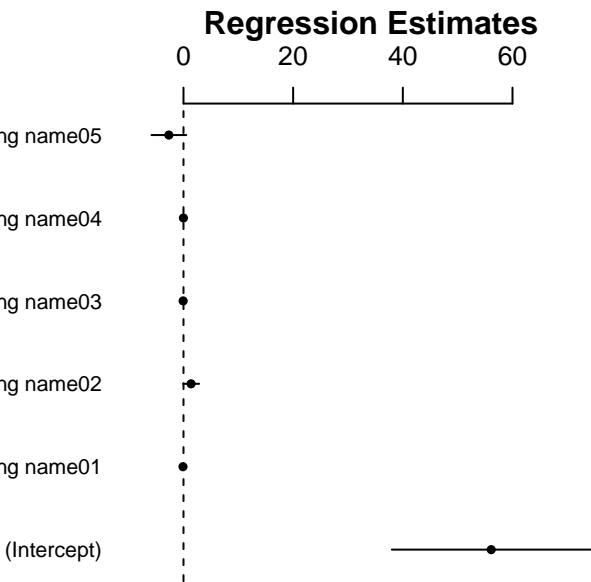 Regression Estimates
0 20 40 60
ng name05
ng name04
ng name03
ng name02
ng name01
(Intercept)